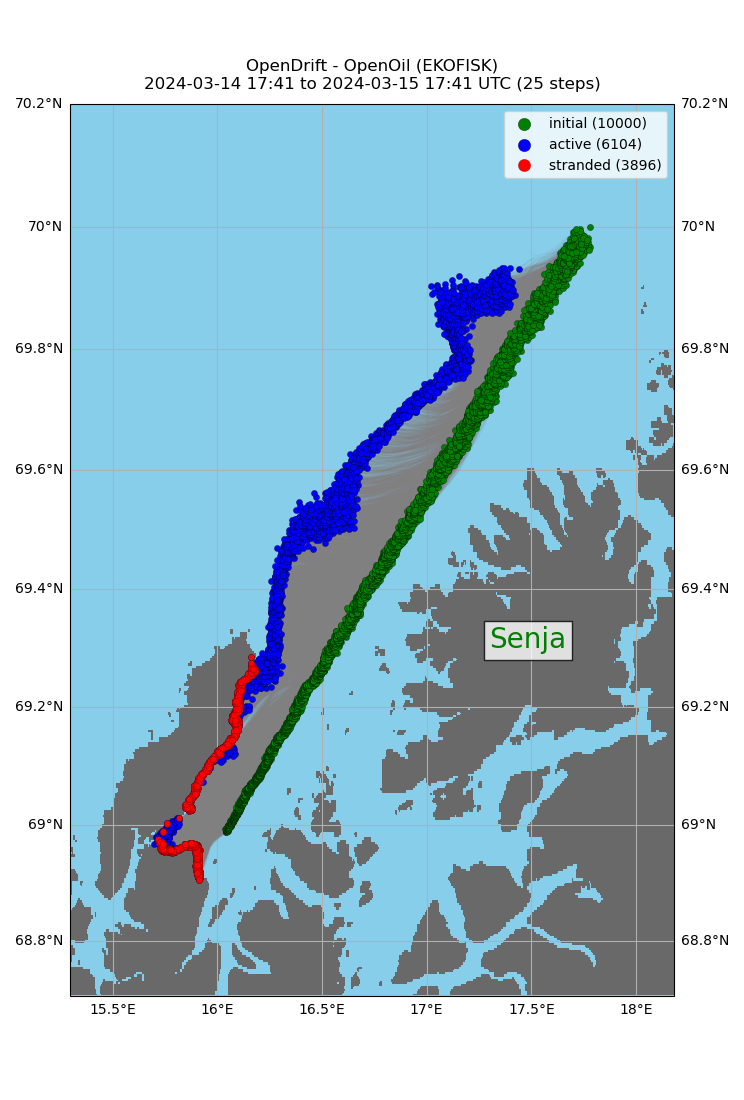 OpenDrift - OpenOil (EKOFISK)
2024-03-14 17:41 to 2024-03-15 17:41 UTC (25 steps)
70.2°N 70.2°N
initial (10000)
active (6104)
stranded (3896)
70°N 70°N
69.8°N 69.8°N
69.6°N 69.6°N
69.4°N 69.4°N
Senja
69.2°N 69.2°N
69°N 69°N
68.8°N 68.8°N
15.5°E 16°E 16.5°E 17°E 17.5°E 18°E